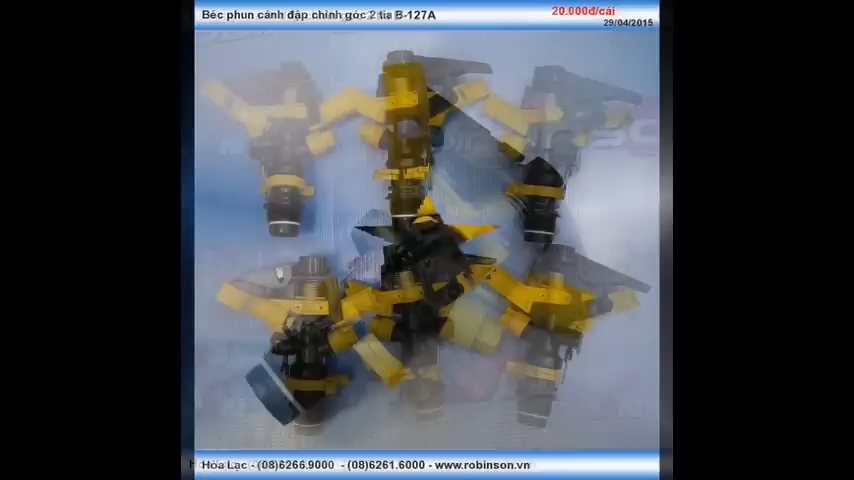 Béc phun cánh đập chỉnh góc 2 tia B-127A
20.000đ/cái
29/04/2015
Hòa Lạc - (08)6266.9000 - (08)6261.6000 - www.robinson.vn